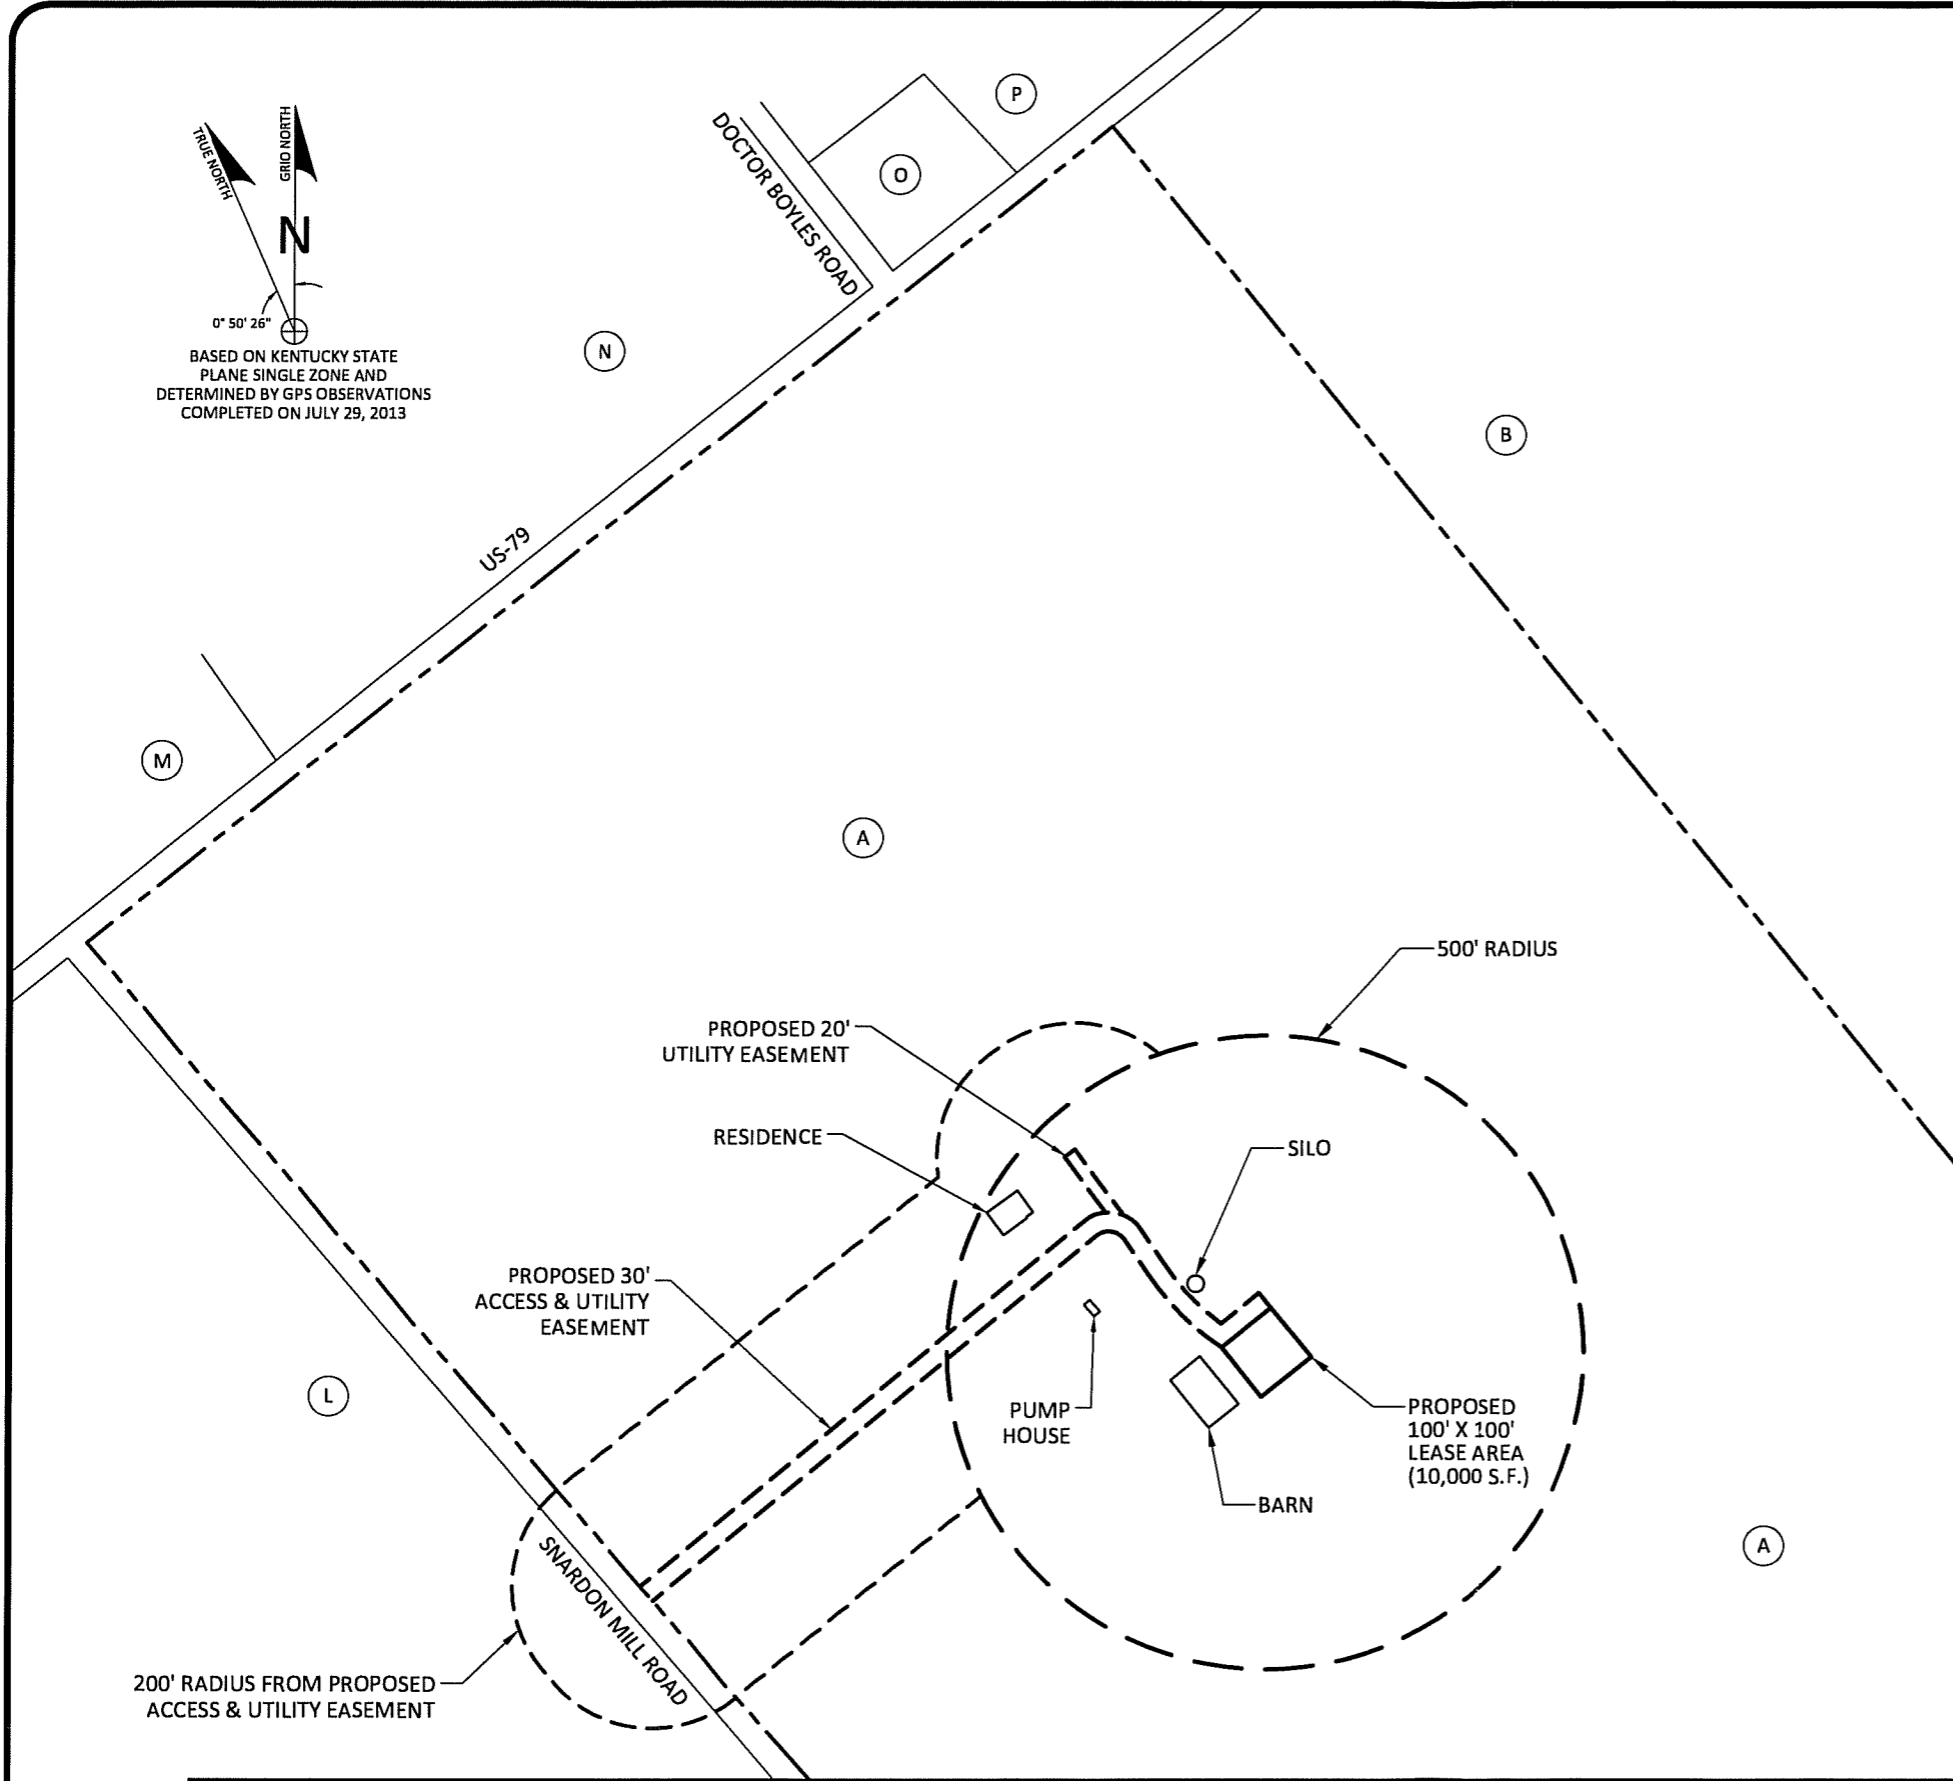 P
O
DOCTOR BOYLES ROAD
TRUE NORTH
GRID NORTH
N
0° 50' 26"
BASED ON KENTUCKY STATE
PLANE SINGLE ZONE AND
DETERMINED BY GPS OBSERVATIONS
COMPLETED ON JULY 29, 2013
N
B
US-79
M
A
500' RADIUS
PROPOSED 20'
UTILITY EASEMENT
RESIDENCE
SILO
PROPOSED 30'
ACCESS & UTILITY
EASEMENT
L
PUMP
HOUSE
PROPOSED
100' X 100'
LEASE AREA
(10,000 S.F.)
BARN
A
SNARDON MILL ROAD
200' RADIUS FROM PROPOSED
ACCESS & UTILITY EASEMENT